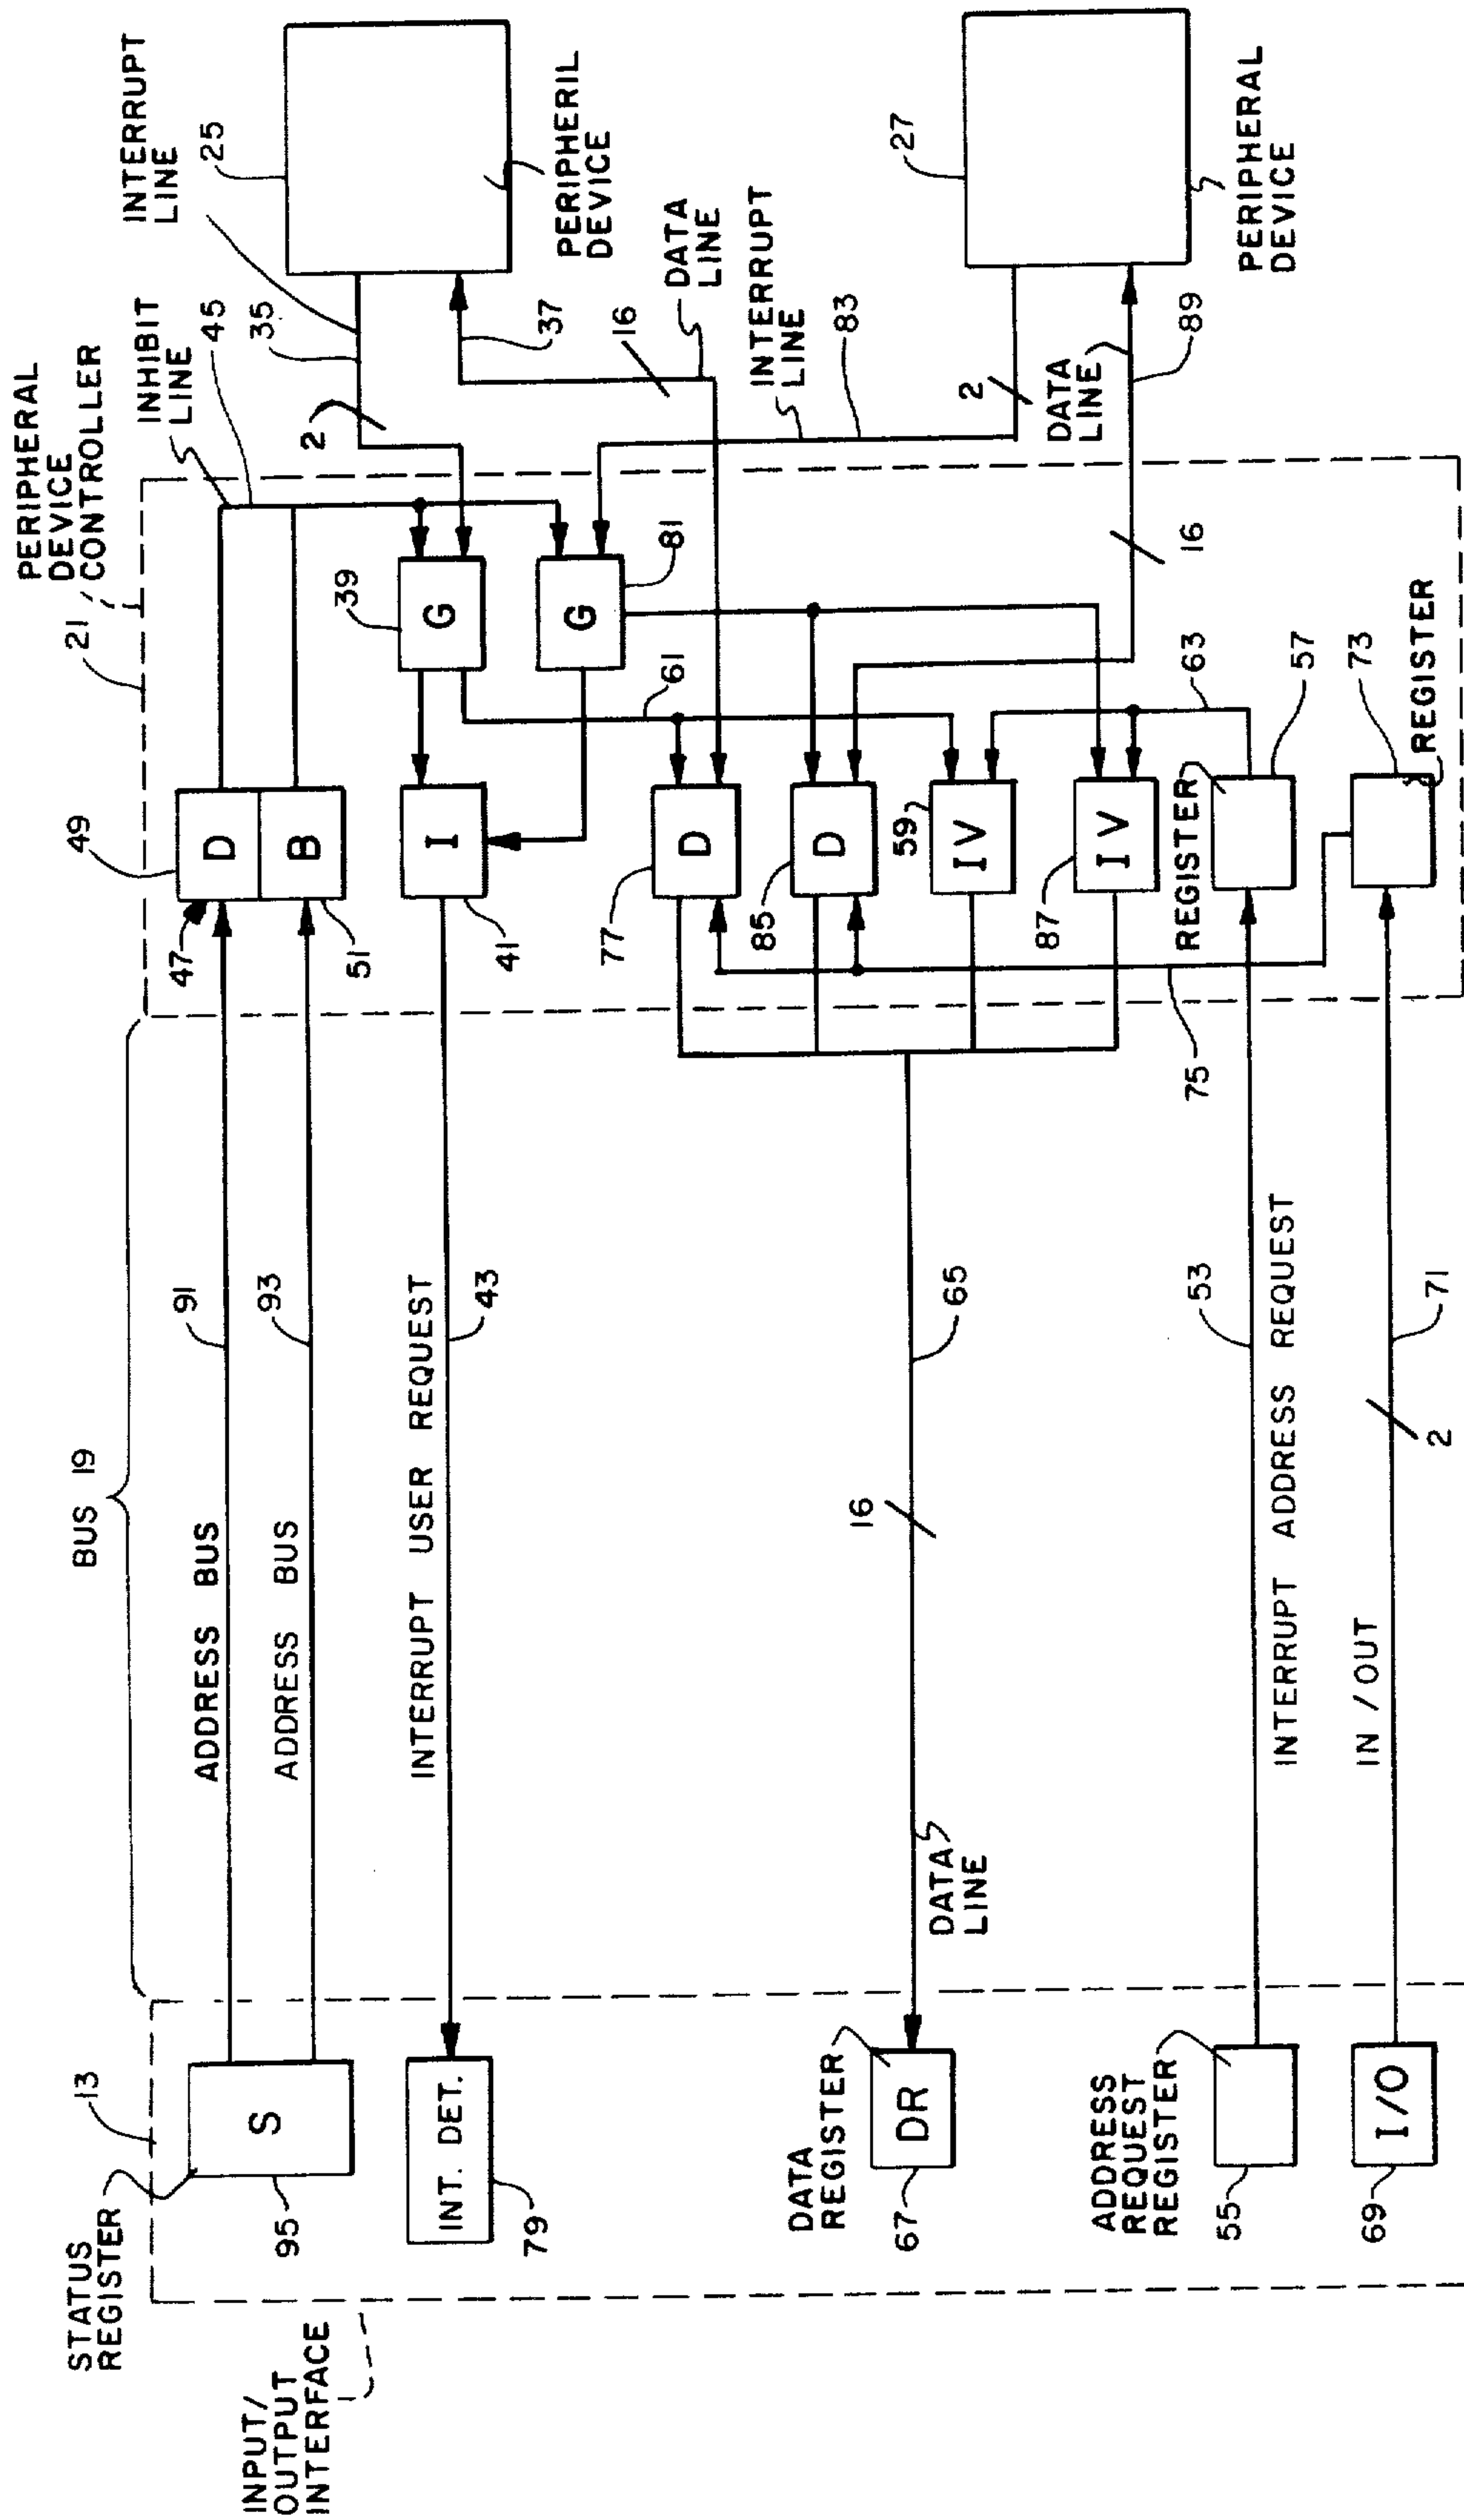 STATUS
REGISTER
13
S
95
INPUT/
OUTPUT
INTERFACE
INT. DET.
79
DATA
REGISTER
DR
67
ADDRESS
REQUEST
REGISTER
55
I/O
69
BUS 19
ADDRESS BUS
91
ADDRESS BUS
93
INTERRUPT USER REQUEST
43
16
65
DATA
LINE
53
INTERRUPT ADDRESS REQUEST
IN / OUT
2
71
PERIPHERAL
DEVICE
CONTROLLER
21
49
D
B
47
51
INHIBIT
LINE
45
39
G
G
81
I
41
61
77
D
85
D
59
IV
87
IV
REGISTER
63
57
73
REGISTER
75
INTERRUPT
LINE
35
25
2
37
PERIPHERIL
DEVICE
16
DATA
LINE
INTERRUPT
LINE
83
27
2
DATA
LINE
89
16
PERIPHERAL
DEVICE